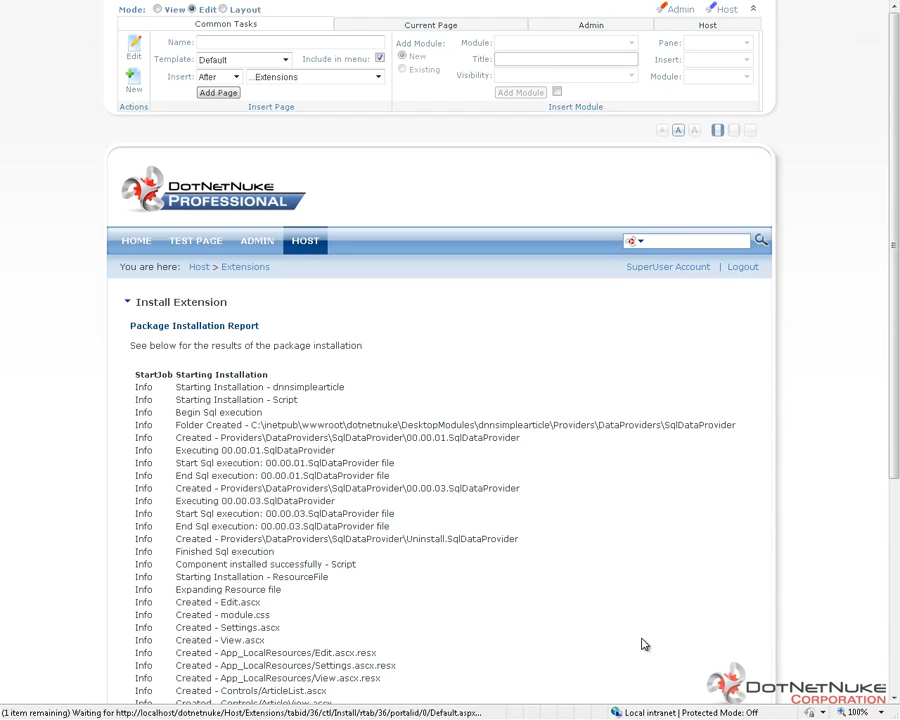 Mode: View Edit Layout Admin Host
Common Tasks Current Page Admin Host
Edit Name: Add Module: Module: Pane:
Template: Default Include in menu: New Title: Insert:
New Insert: After ...Extensions Existing Visibility: Module:
Add Page Add Module
Actions Insert Page Insert Module
A A A
DOTNETNUKE
PROFESSIONAL
HOME TEST PAGE ADMIN HOST
You are here: Host > Extensions SuperUser Account | Logout
Install Extension
Package Installation Report
See below for the results of the package installation
StartJob Starting Installation
Info Starting Installation - dnnsimplearticle
Info Starting Installation - Script
Info Begin Sql execution
Info Folder Created - C:\inetpub\wwwroot\dotnetnuke\DesktopModules\dnnsimplearticle\Providers\DataProviders\SqlDataProvider
Info Created - Providers\DataProviders\SqlDataProvider\00.00.01.SqlDataProvider
Info Executing 00.00.01.SqlDataProvider
Info Start Sql execution: 00.00.01.SqlDataProvider file
Info End Sql execution: 00.00.01.SqlDataProvider file
Info Created - Providers\DataProviders\SqlDataProvider\00.00.03.SqlDataProvider
Info Executing 00.00.03.SqlDataProvider
Info Start Sql execution: 00.00.03.SqlDataProvider file
Info End Sql execution: 00.00.03.SqlDataProvider file
Info Created - Providers\DataProviders\SqlDataProvider\Uninstall.SqlDataProvider
Info Finished Sql execution
Info Component installed successfully - Script
Info Starting Installation - ResourceFile
Info Expanding Resource file
Info Created - Edit.ascx
Info Created - module.css
Info Created - Settings.ascx
Info Created - View.ascx
Info Created - App_LocalResources/Edit.ascx.resx
Info Created - App_LocalResources/Settings.ascx.resx
Info Created - App_LocalResources/View.ascx.resx
Info Created - Controls/ArticleList.ascx
Info Created - Controls/ArticleView.ascx
DOTNETNUKE
CORPORATION
(1 item remaining) Waiting for http://localhost/dotnetnuke/Host/Extensions/tabid/36/ctl/Install/rtab/36/portalid/0/Default.aspx... Local intranet | Protected Mode: Off 100%